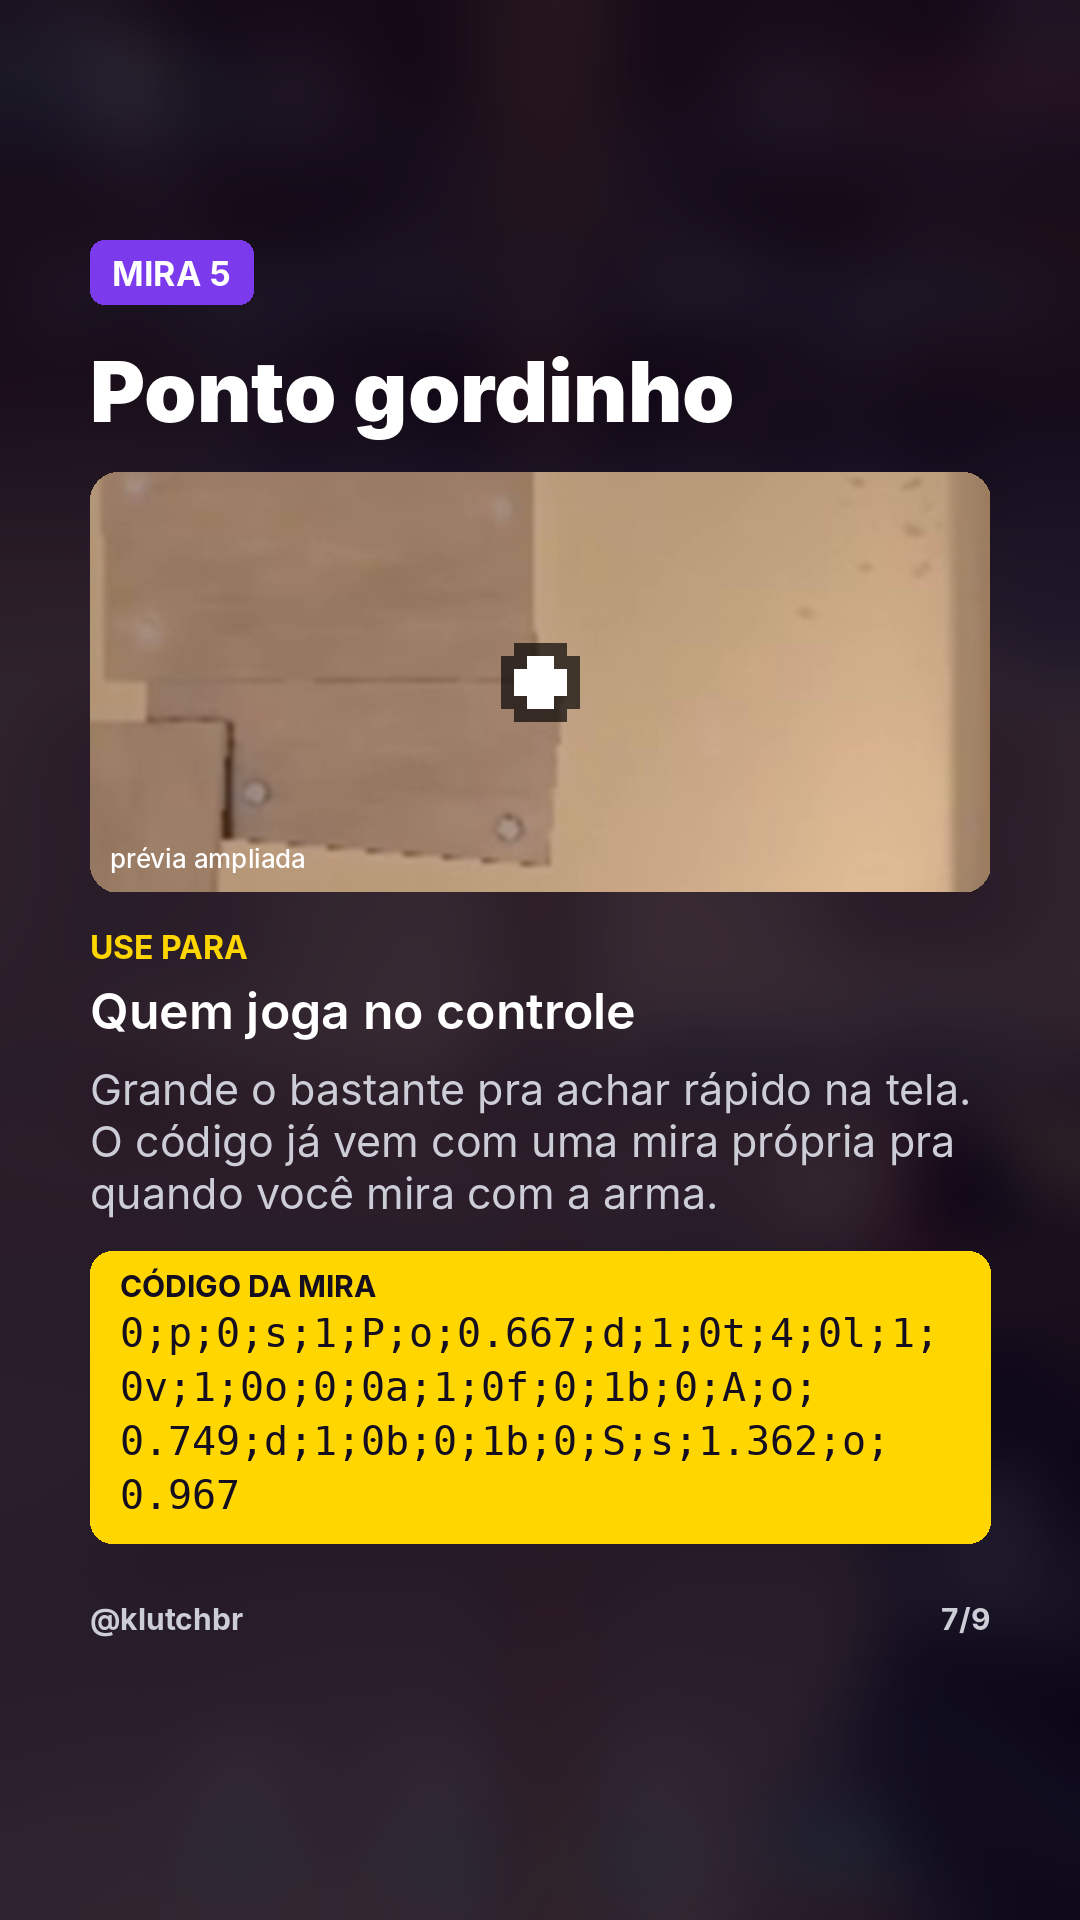 MIRA 5
Ponto gordinho
prévia ampliada
USE PARA
Quem joga no controle
Grande o bastante pra achar rápido na tela.
O código já vem com uma mira própria pra
quando você mira com a arma.
CÓDIGO DA MIRA
0;p;0;s;1;P;o;0.667;d;1;0t;4;0l;1;
0v;1;0o;0;0a;1;0f;0;1b;0;A;o;
0.749;d;1;0b;0;1b;0;S;s;1.362;o;
0.967
@klutchbr
7/9